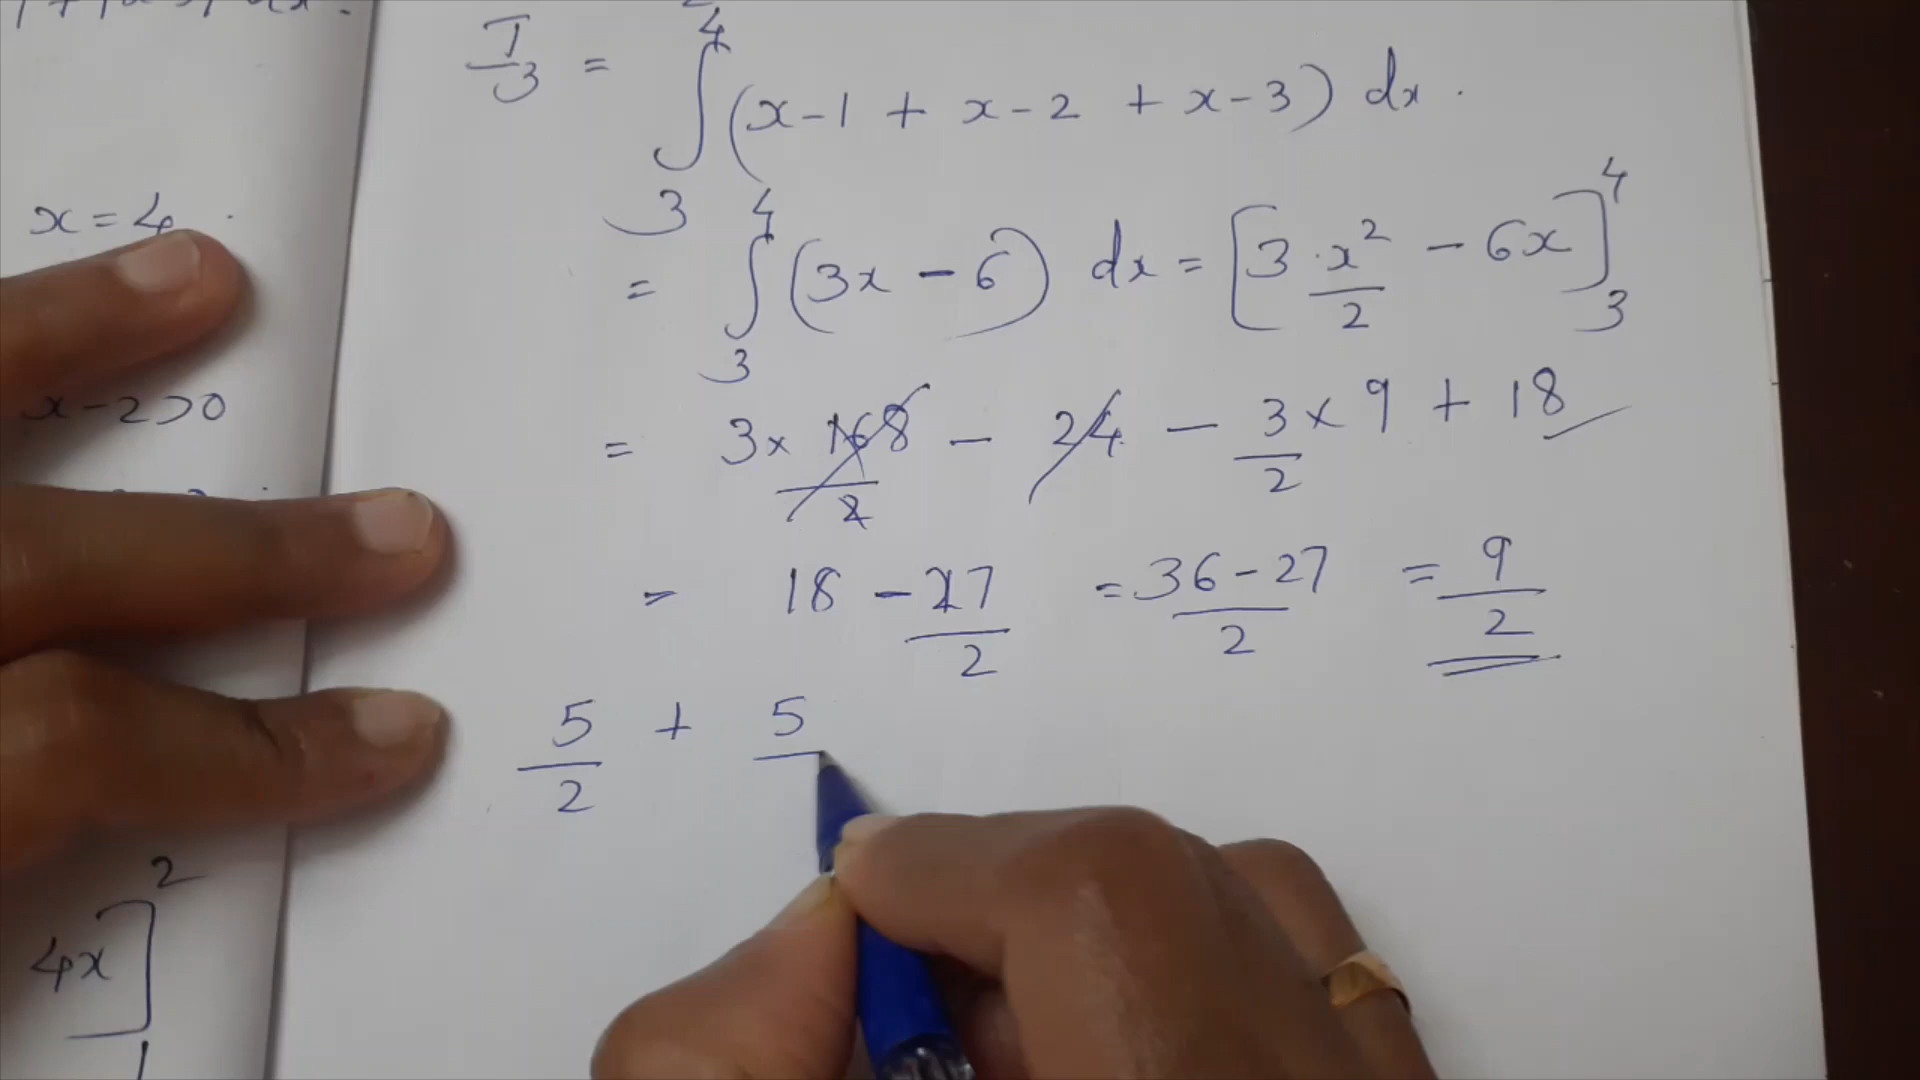 x = 4 .
x - 2 > 0
4x]₁²
I/3 = ∫₃⁴ (x - 1 + x - 2 + x - 3) dx .
= ∫₃⁴ (3x - 6) dx = [3 · x²/2 - 6x]₃⁴
= 3 × 16 8/2 - 24 - 3/2 × 9 + 18
= 18 - 27/2 = 36 - 27/2 = 9/2
5/2 + 5